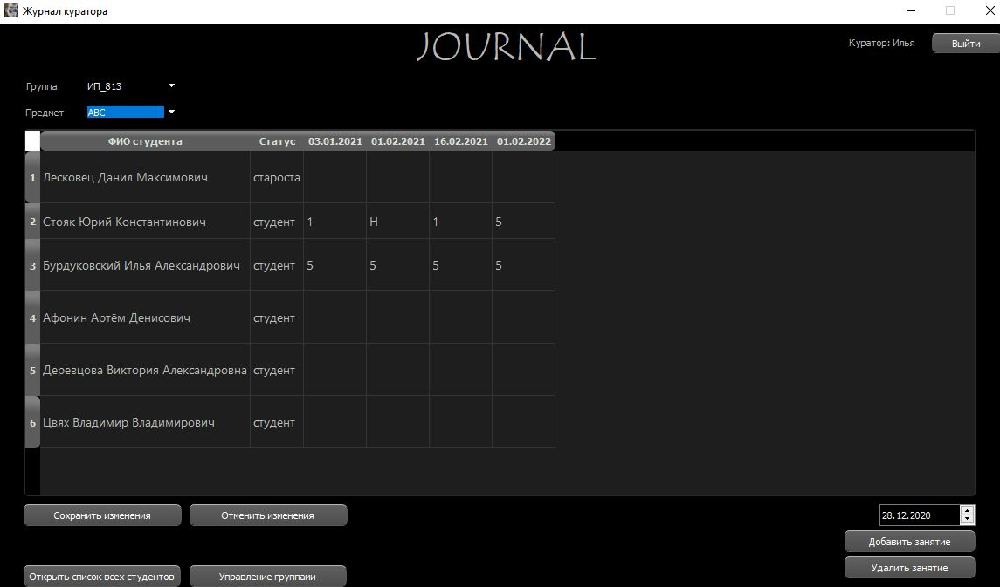 Журнал куратора
JOURNAL
Куратор: Илья
Выйти
Группа ИП_813
Предмет АВС
ФИО студента Статус 03.01.2021 01.02.2021 16.02.2021 01.02.2022
1 Лесковец Данил Максимович староста
2 Стояк Юрий Константинович студент 1 Н 1 5
3 Бурдуковский Илья Александрович студент 5 5 5 5
4 Афонин Артём Денисович студент
5 Деревцова Виктория Александровна студент
6 Цвях Владимир Владимирович студент
Сохранить изменения Отменить изменения 28.12.2020
Добавить занятие
Удалить занятие
Открыть список всех студентов Управление группами